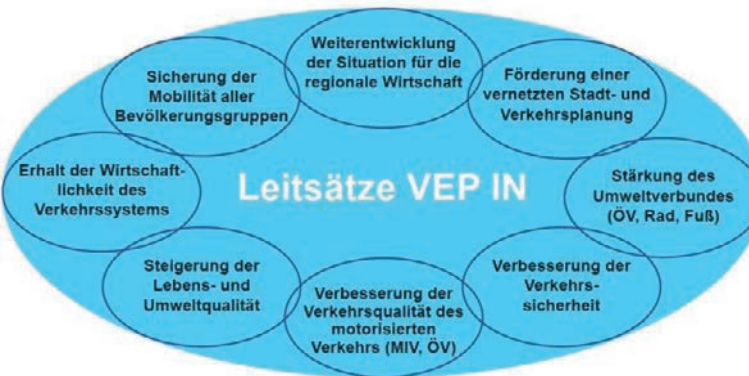 Weiterentwicklung
der Situation für die
regionale Wirtschaft
Förderung einer
vernetzten Stadt- und
Verkehrsplanung
Stärkung des
Umweltverbundes
(ÖV, Rad, Fuß)
Verbesserung der
Verkehrs-
sicherheit
Verbesserung der
Verkehrsqualität des
motorisierten
Verkehrs (MIV, ÖV)
Steigerung der
Lebens- und
Umweltqualität
Erhalt der Wirtschaft-
lichkeit des
Verkehrssystems
Sicherung der
Mobilität aller
Bevölkerungsgruppen
Leitsätze VEP IN